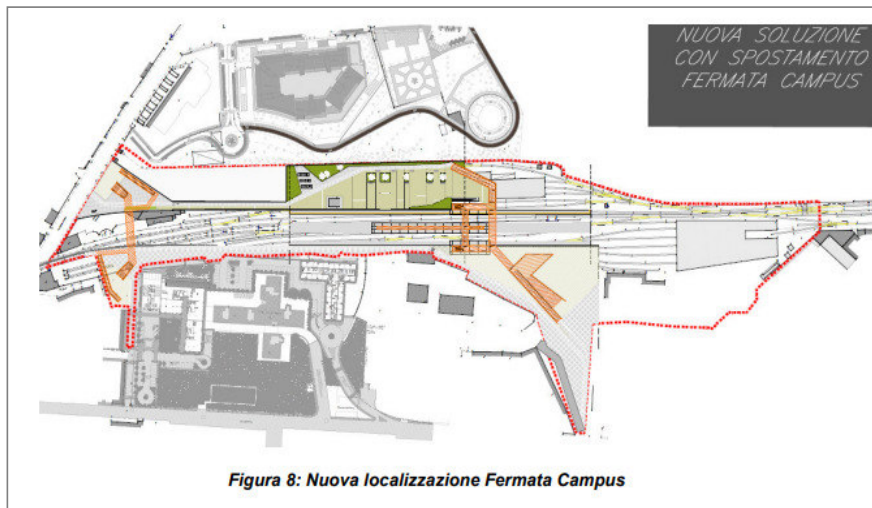 NUOVA SOLUZIONE
CON SPOSTAMENTO
FERMATA CAMPUS
Figura 8: Nuova localizzazione Fermata Campus